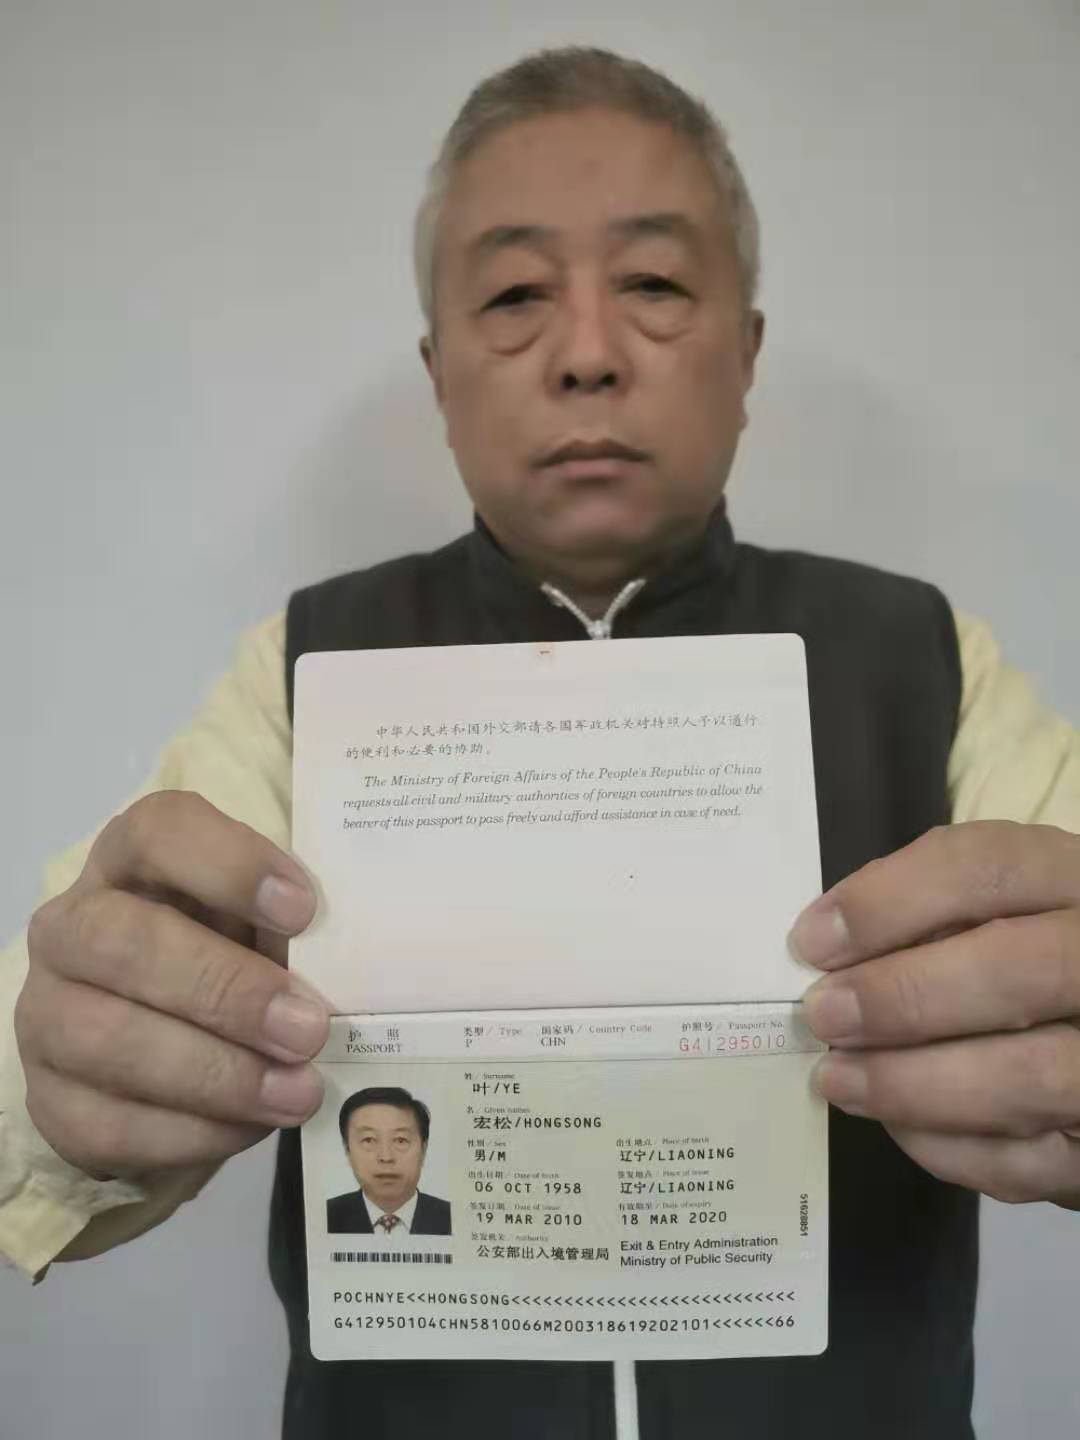 中华人民共和国外交部请各国军政机关对持照人予以通行
的便利和必要的协助。
The Ministry of Foreign Affairs of the People's Republic of China
requests all civil and military authorities of foreign countries to allow the
bearer of this passport to pass freely and afford assistance in case of need.
护 照 类型 / Type 国家码 / Country Code 护照号 / Passport No.
PASSPORT P CHN G41295010
姓 / Surname
叶/YE
名 / Given names
宏松/HONGSONG
性别 / Sex 出生地点 / Place of birth
男/M 辽宁/LIAONING
出生日期 / Date of birth 签发地点 / Place of issue
06 OCT 1958 辽宁/LIAONING
签发日期 / Date of issue 有效期至 / Date of expiry
19 MAR 2010 18 MAR 2020
签发机关 / Authority
公安部出入境管理局 Exit & Entry Administration
Ministry of Public Security
51628851
POCHNYE<<HONGSONG<<<<<<<<<<<<<<<<<<<<<<<<<<<
G412950104CHN5810066M200318619202101<<<<<<66